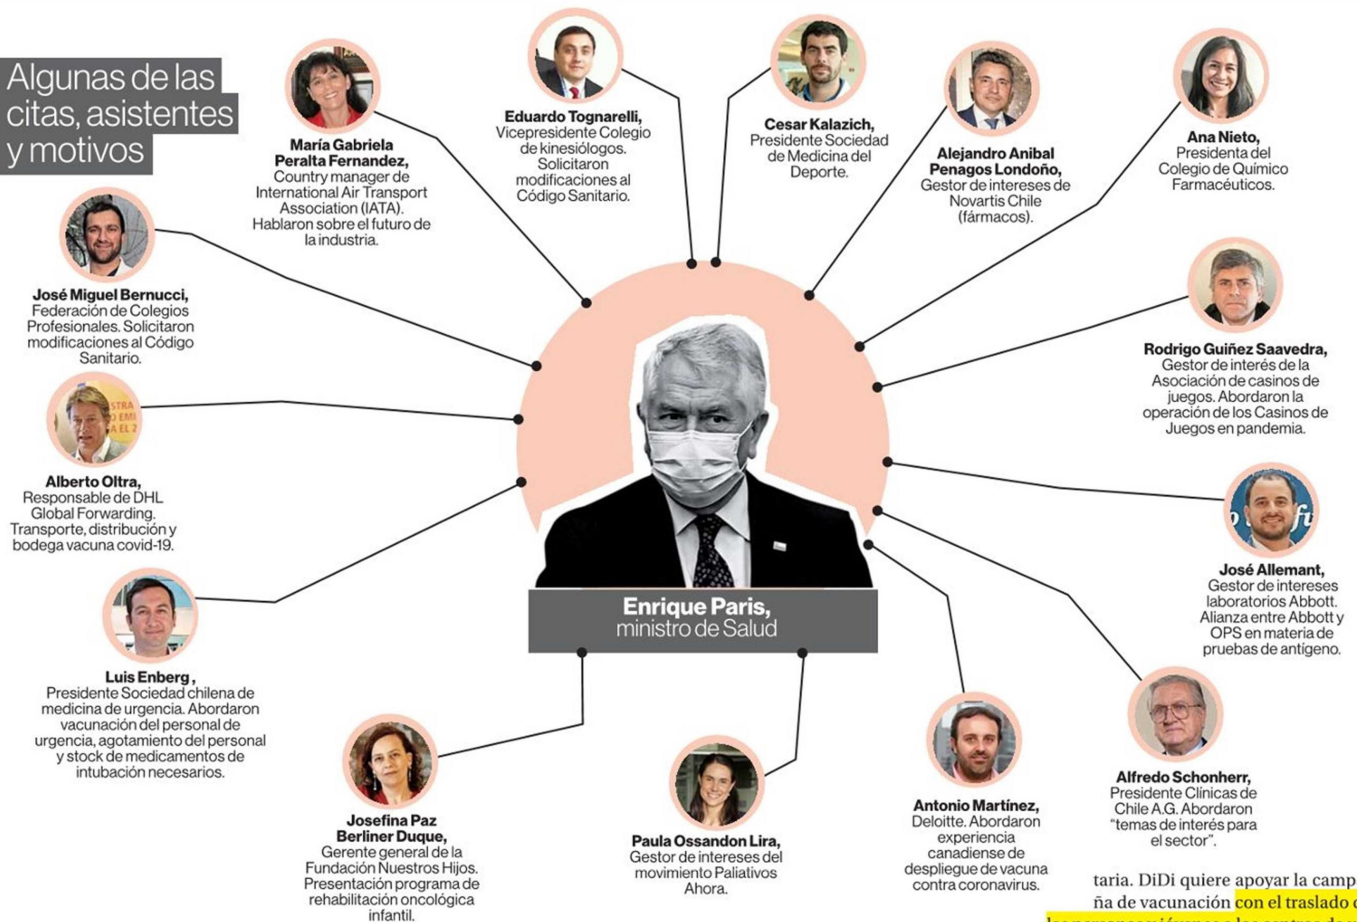 Algunas de las
citas, asistentes
y motivos
María Gabriela
Peralta Fernandez,
Country manager de
International Air Transport
Association (IATA).
Hablaron sobre el futuro de
la industria.
Eduardo Tognarelli,
Vicepresidente Colegio
de kinesiólogos.
Solicitaron
modificaciones al
Código Sanitario.
Cesar Kalazich,
Presidente Sociedad
de Medicina del
Deporte.
Alejandro Anibal
Penagos Londoño,
Gestor de intereses de
Novartis Chile
(fármacos).
Ana Nieto,
Presidenta del
Colegio de Químico
Farmacéuticos.
José Miguel Bernucci,
Federación de Colegios
Profesionales. Solicitaron
modificaciones al Código
Sanitario.
Rodrigo Guiñez Saavedra,
Gestor de interés de la
Asociación de casinos de
juegos. Abordaron la
operación de los Casinos de
Juegos en pandemia.
Alberto Oltra,
Responsable de DHL
Global Forwarding.
Transporte, distribución y
bodega vacuna covid-19.
José Allemant,
Gestor de intereses
laboratorios Abbott.
Alianza entre Abbott y
OPS en materia de
pruebas de antígeno.
Enrique Paris,
ministro de Salud
Luis Enberg,
Presidente Sociedad chilena de
medicina de urgencia. Abordaron
vacunación del personal de
urgencia, agotamiento del personal
y stock de medicamentos de
intubación necesarios.
Josefina Paz
Berliner Duque,
Gerente general de la
Fundación Nuestros Hijos.
Presentación programa de
rehabilitación oncológica
infantil.
Paula Ossandon Lira,
Gestor de intereses del
movimiento Paliativos
Ahora.
Antonio Martínez,
Deloitte. Abordaron
experiencia
canadiense de
despliegue de vacuna
contra coronavirus.
Alfredo Schonherr,
Presidente Clínicas de
Chile A.G. Abordaron
“temas de interés para
el sector”.
taria. DiDi quiere apoyar la camp
ña de vacunación con el traslado